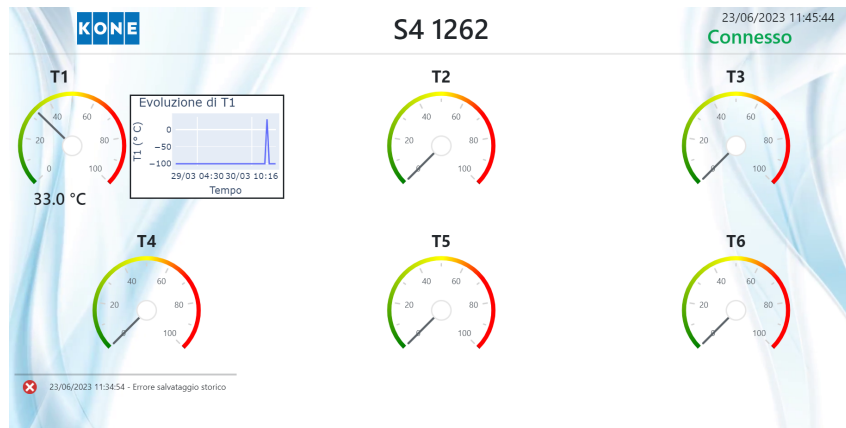 KONE
S4 1262
23/06/2023 11:45:44
Connesso
T1
0
20
40
60
80
100
33.0 °C
Evoluzione di T1
T1 (° C)
0
−50
−100
29/03 04:30 30/03 10:16
Tempo
T2
0
20
40
60
80
100
T3
0
20
40
60
80
100
T4
0
20
40
60
80
100
T5
0
20
40
60
80
100
T6
0
20
40
60
80
100
23/06/2023 11:34:54 - Errore salvataggio storico